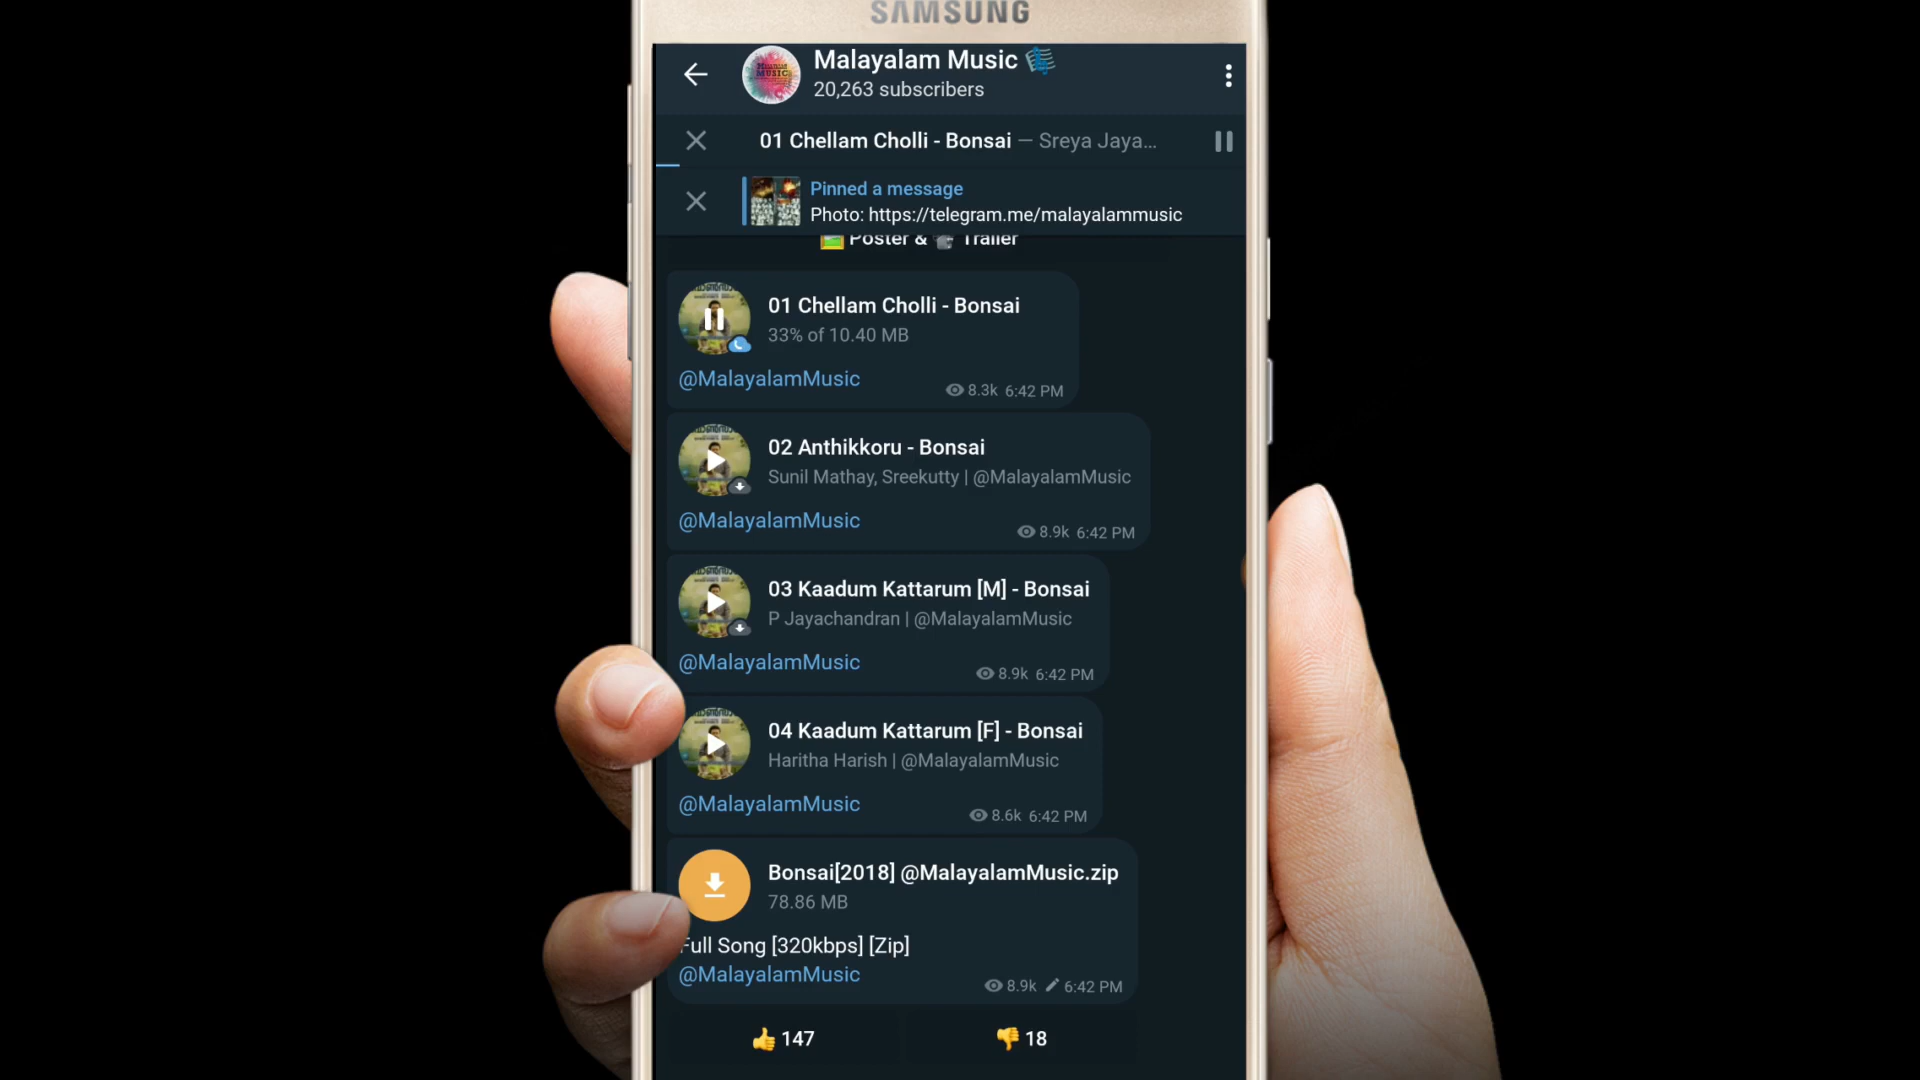 SAMSUNG
Malayalam Music
20,263 subscribers
01 Chellam Cholli - Bonsai — Sreya Jaya...
Pinned a message
Photo: https://telegram.me/malayalammusic
Poster & Trailer
01 Chellam Cholli - Bonsai
33% of 10.40 MB
@MalayalamMusic
8.3k 6:42 PM
02 Anthikkoru - Bonsai
Sunil Mathay, Sreekutty | @MalayalamMusic
@MalayalamMusic
8.9k 6:42 PM
03 Kaadum Kattarum [M] - Bonsai
P Jayachandran | @MalayalamMusic
@MalayalamMusic
8.9k 6:42 PM
04 Kaadum Kattarum [F] - Bonsai
Haritha Harish | @MalayalamMusic
@MalayalamMusic
8.6k 6:42 PM
Bonsai[2018] @MalayalamMusic.zip
78.86 MB
Full Song [320kbps] [Zip]
@MalayalamMusic
8.9k 6:42 PM
👍 147
👎 18